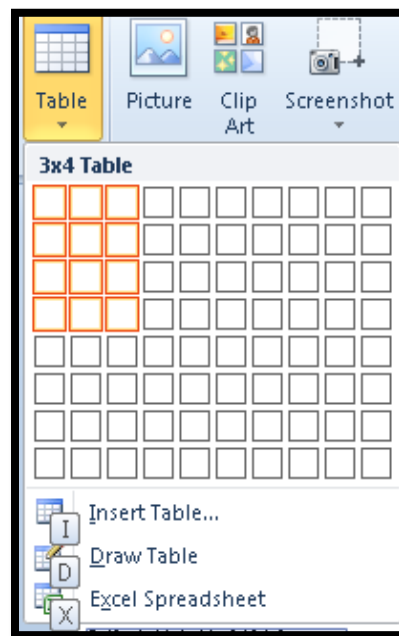 Table Picture Clip Art Screenshot
3x4 Table
Insert Table...
I
Draw Table
D
Excel Spreadsheet
X